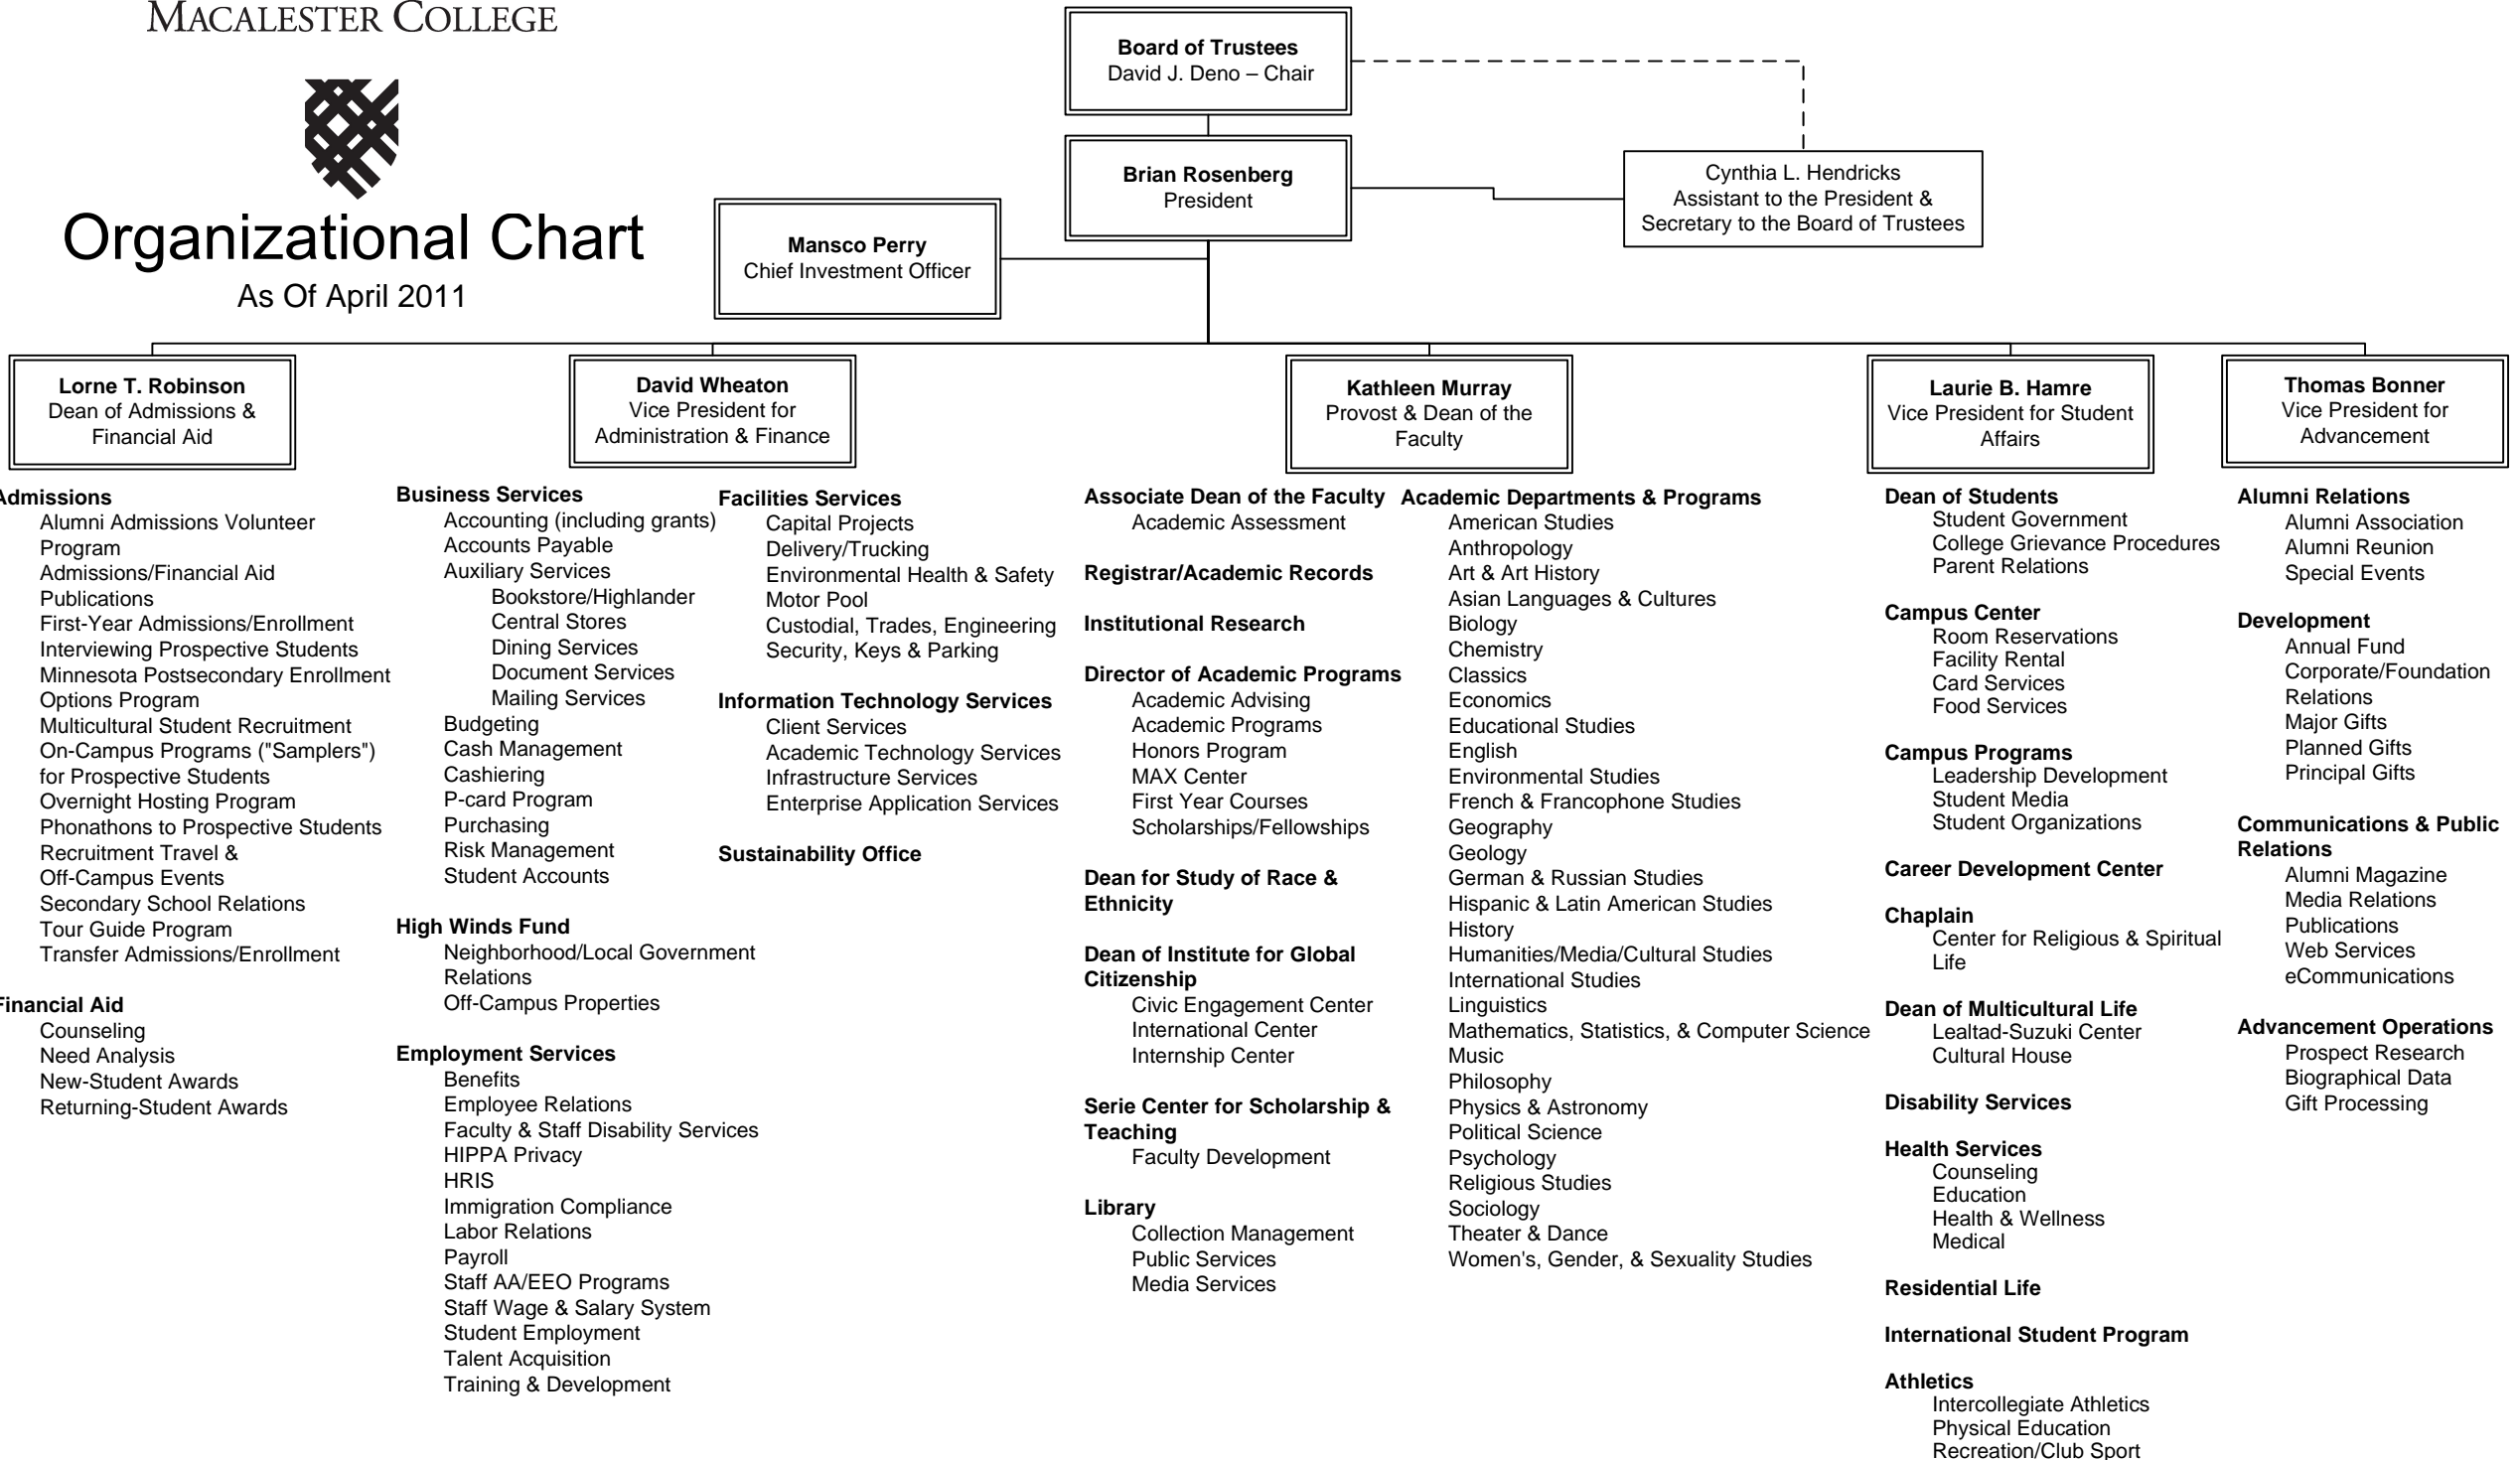 MACALESTER COLLEGE
Organizational Chart
As Of April 2011
Board of Trustees
David J. Deno – Chair
Brian Rosenberg
President
Cynthia L. Hendricks
Assistant to the President &
Secretary to the Board of Trustees
Mansco Perry
Chief Investment Officer
Lorne T. Robinson
Dean of Admissions &
Financial Aid
David Wheaton
Vice President for
Administration & Finance
Kathleen Murray
Provost & Dean of the
Faculty
Laurie B. Hamre
Vice President for Student
Affairs
Thomas Bonner
Vice President for
Advancement
Admissions
Alumni Admissions Volunteer
Program
Admissions/Financial Aid
Publications
First-Year Admissions/Enrollment
Interviewing Prospective Students
Minnesota Postsecondary Enrollment
Options Program
Multicultural Student Recruitment
On-Campus Programs ("Samplers")
for Prospective Students
Overnight Hosting Program
Phonathons to Prospective Students
Recruitment Travel &
Off-Campus Events
Secondary School Relations
Tour Guide Program
Transfer Admissions/Enrollment
Financial Aid
Counseling
Need Analysis
New-Student Awards
Returning-Student Awards
Business Services
Accounting (including grants)
Accounts Payable
Auxiliary Services
Bookstore/Highlander
Central Stores
Dining Services
Document Services
Mailing Services
Budgeting
Cash Management
Cashiering
P-card Program
Purchasing
Risk Management
Student Accounts
High Winds Fund
Neighborhood/Local Government
Relations
Off-Campus Properties
Employment Services
Benefits
Employee Relations
Faculty & Staff Disability Services
HIPPA Privacy
HRIS
Immigration Compliance
Labor Relations
Payroll
Staff AA/EEO Programs
Staff Wage & Salary System
Student Employment
Talent Acquisition
Training & Development
Facilities Services
Capital Projects
Delivery/Trucking
Environmental Health & Safety
Motor Pool
Custodial, Trades, Engineering
Security, Keys & Parking
Information Technology Services
Client Services
Academic Technology Services
Infrastructure Services
Enterprise Application Services
Sustainability Office
Associate Dean of the Faculty
Academic Assessment
Registrar/Academic Records
Institutional Research
Director of Academic Programs
Academic Advising
Academic Programs
Honors Program
MAX Center
First Year Courses
Scholarships/Fellowships
Dean for Study of Race &
Ethnicity
Dean of Institute for Global
Citizenship
Civic Engagement Center
International Center
Internship Center
Serie Center for Scholarship &
Teaching
Faculty Development
Library
Collection Management
Public Services
Media Services
Academic Departments & Programs
American Studies
Anthropology
Art & Art History
Asian Languages & Cultures
Biology
Chemistry
Classics
Economics
Educational Studies
English
Environmental Studies
French & Francophone Studies
Geography
Geology
German & Russian Studies
Hispanic & Latin American Studies
History
Humanities/Media/Cultural Studies
International Studies
Linguistics
Mathematics, Statistics, & Computer Science
Music
Philosophy
Physics & Astronomy
Political Science
Psychology
Religious Studies
Sociology
Theater & Dance
Women's, Gender, & Sexuality Studies
Dean of Students
Student Government
College Grievance Procedures
Parent Relations
Campus Center
Room Reservations
Facility Rental
Card Services
Food Services
Campus Programs
Leadership Development
Student Media
Student Organizations
Career Development Center
Chaplain
Center for Religious & Spiritual
Life
Dean of Multicultural Life
Lealtad-Suzuki Center
Cultural House
Disability Services
Health Services
Counseling
Education
Health & Wellness
Medical
Residential Life
International Student Program
Athletics
Intercollegiate Athletics
Physical Education
Recreation/Club Sport
Alumni Relations
Alumni Association
Alumni Reunion
Special Events
Development
Annual Fund
Corporate/Foundation
Relations
Major Gifts
Planned Gifts
Principal Gifts
Communications & Public
Relations
Alumni Magazine
Media Relations
Publications
Web Services
eCommunications
Advancement Operations
Prospect Research
Biographical Data
Gift Processing